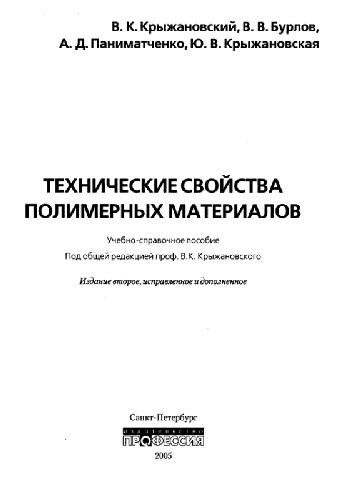 В. К. Крыжановский, В. В. Бурлов,
А. Д. Паниматченко, Ю. В. Крыжановская
ТЕХНИЧЕСКИЕ СВОЙСТВА
ПОЛИМЕРНЫХ МАТЕРИАЛОВ
Учебно-справочное пособие
Под общей редакцией проф. В.К. Крыжановского
Издание второе, исправленное и дополненное
Санкт-Петербург
ИЗДАТЕЛЬСТВО
ПРОФЕССИЯ
2005